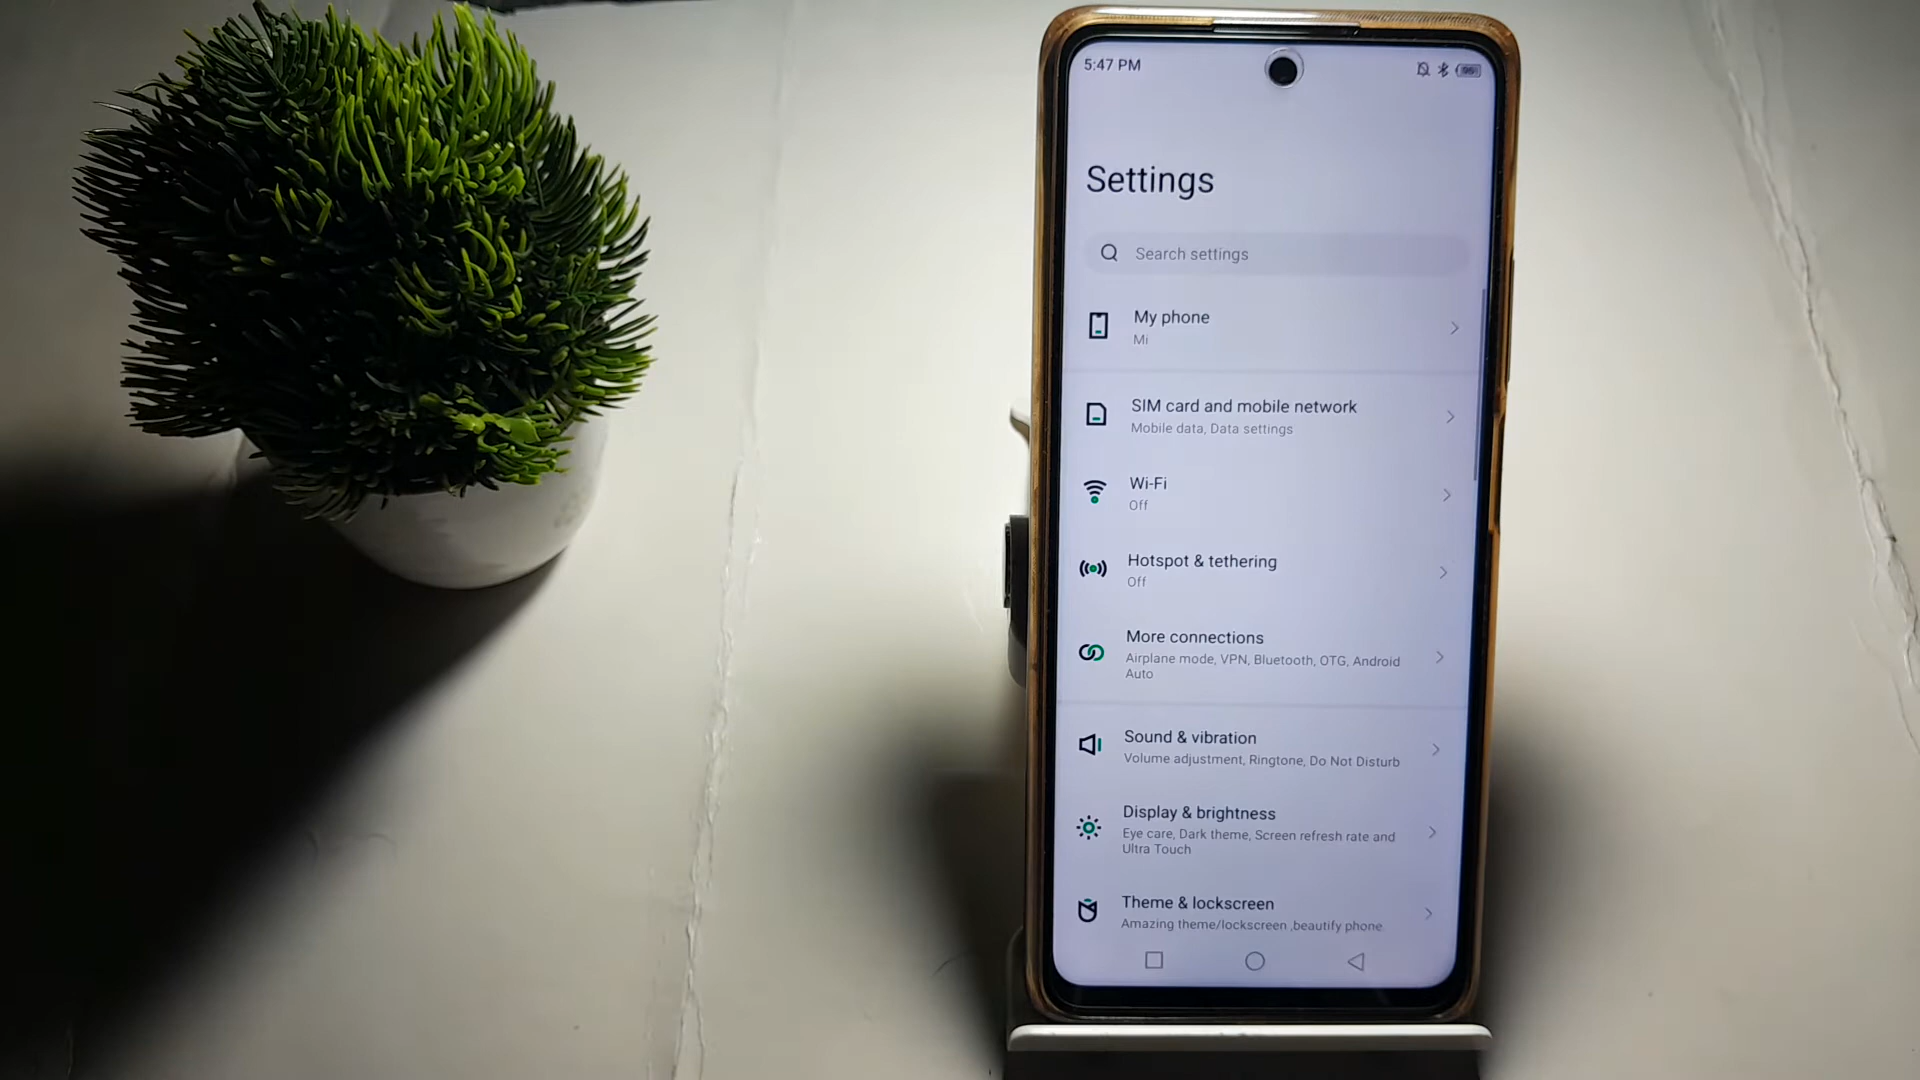 5:47 PM
Settings
Search settings
My phone
Mi
SIM card and mobile network
Mobile data, Data settings
Wi-Fi
Off
Hotspot & tethering
Off
More connections
Airplane mode, VPN, Bluetooth, OTG, Android
Auto
Sound & vibration
Volume adjustment, Ringtone, Do Not Disturb
Display & brightness
Eye care, Dark theme, Screen refresh rate and
Ultra Touch
Theme & lockscreen
Amazing theme/lockscreen ,beautify phone